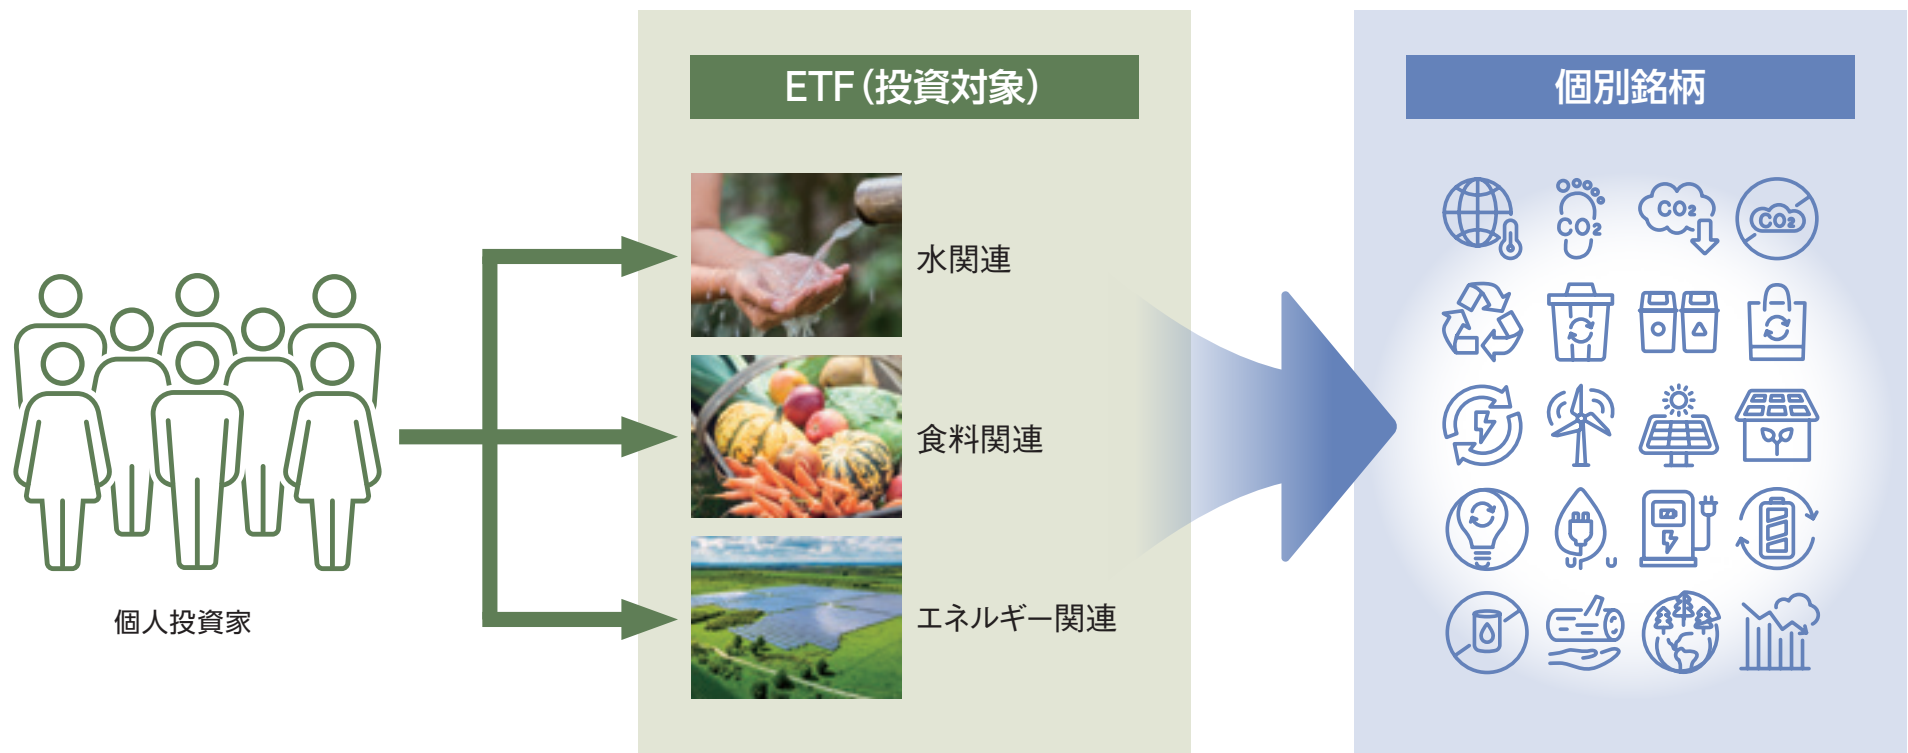 ETF（投資対象）
個別銘柄
水関連
食料関連
エネルギー関連
個人投資家
CO₂
CO₂
CO₂